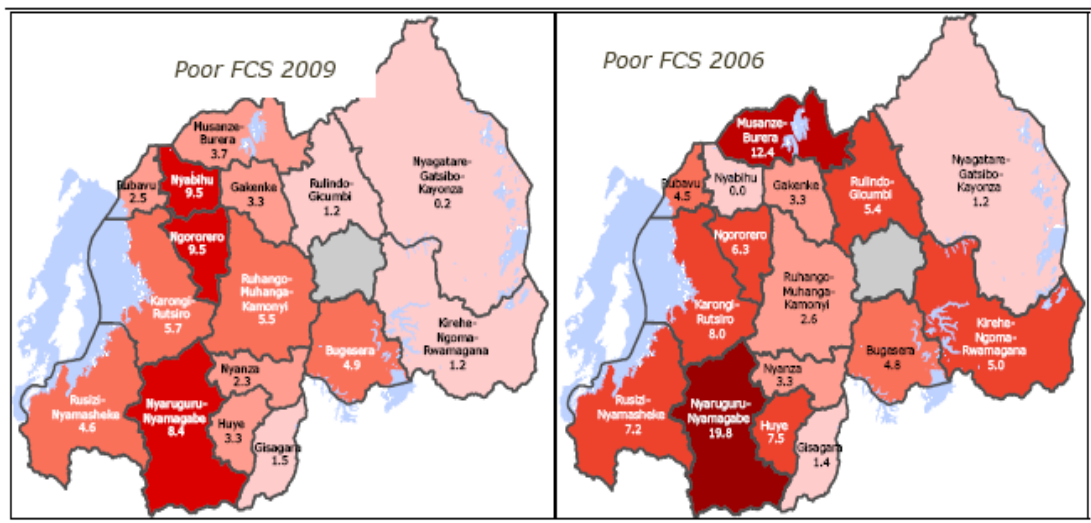 Poor FCS 2009
Musanze-
Burera
3.7
Rubavu
2.5
Nyabihu
9.5
Gakenke
3.3
Rulindo-
Gicumbi
1.2
Nyagatare-
Gatsibo-
Kayonza
0.2
Ngororero
9.5
Karongi-
Rutsiro
5.7
Ruhango-
Muhanga-
Kamonyi
5.5
Kirehe-
Ngoma-
Rwamagana
1.2
Bugesera
4.9
Nyanza
2.3
Rusizi-
Nyamasheke
4.6
Nyaruguru-
Nyamagabe
8.4
Huye
3.3
Gisagara
1.5
Poor FCS 2006
Musanze-
Burera
12.4
Rubavu
4.5
Nyabihu
0.0
Gakenke
3.3
Rulindo-
Gicumbi
5.4
Nyagatare-
Gatsibo-
Kayonza
1.2
Ngororero
6.3
Karongi-
Rutsiro
8.0
Ruhango-
Muhanga-
Kamonyi
2.6
Kirehe-
Ngoma-
Rwamagana
5.0
Bugesera
4.8
Nyanza
3.3
Rusizi-
Nyamasheke
7.2
Nyaruguru-
Nyamagabe
19.8
Huye
7.5
Gisagara
1.4